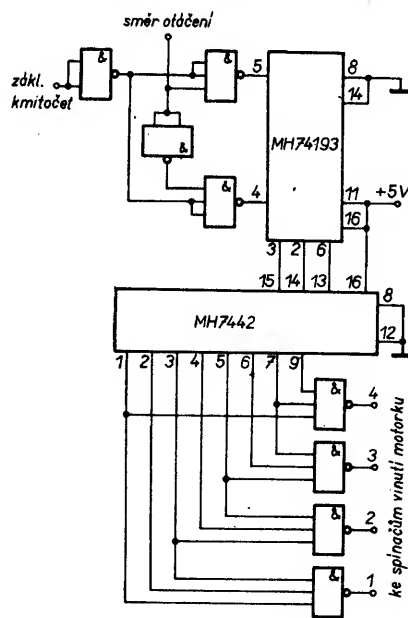 směr otáčení
zákl.
kmitočet
&
&
&
&
5
4
MH74193
8
14
11
+5V
16
3 2 6
15 14 13 16
MH7442
8
12
1 2 3 4 5 6 7 9
&
4
&
3
&
2
&
1
ke spínačům vinutí motorku